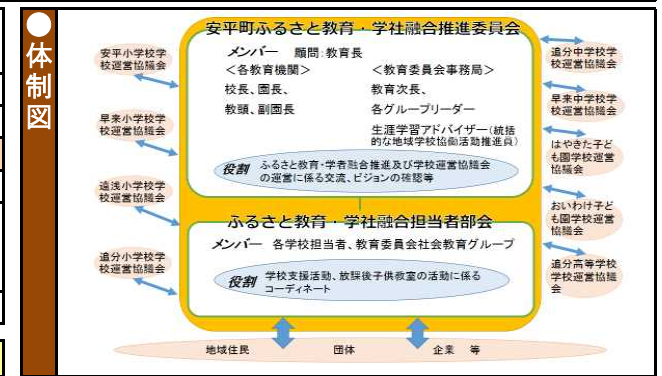 ●体制図
安平町ふるさと教育・学社融合推進委員会
メンバー 顧問:教育長
＜各教育機関＞
校長、園長、
教頭、副園長
＜教育委員会事務局＞
教育次長、
各グループリーダー
生涯学習アドバイザー(統括
的な地域学校協働活動推進員)
役割 ふるさと教育・学者融合推進及び学校運営協議会
の運営に係る交流、ビジョンの確認等
ふるさと教育・学社融合担当者部会
メンバー 各学校担当者、教育委員会社会教育グループ
役割 学校支援活動、放課後子供教室の活動に係る
コーディネート
安平小学校学
校運営協議会
早来小学校学
校運営協議会
遠浅小学校学
校運営協議会
追分小学校学
校運営協議会
追分中学校学
校運営協議会
早来中学校学
校運営協議会
はやきた子ど
も園学校運営
協議会
おいわけ子ど
も園学校運営
協議会
追分高等学校
学校運営協議
会
地域住民 団体 企業 等